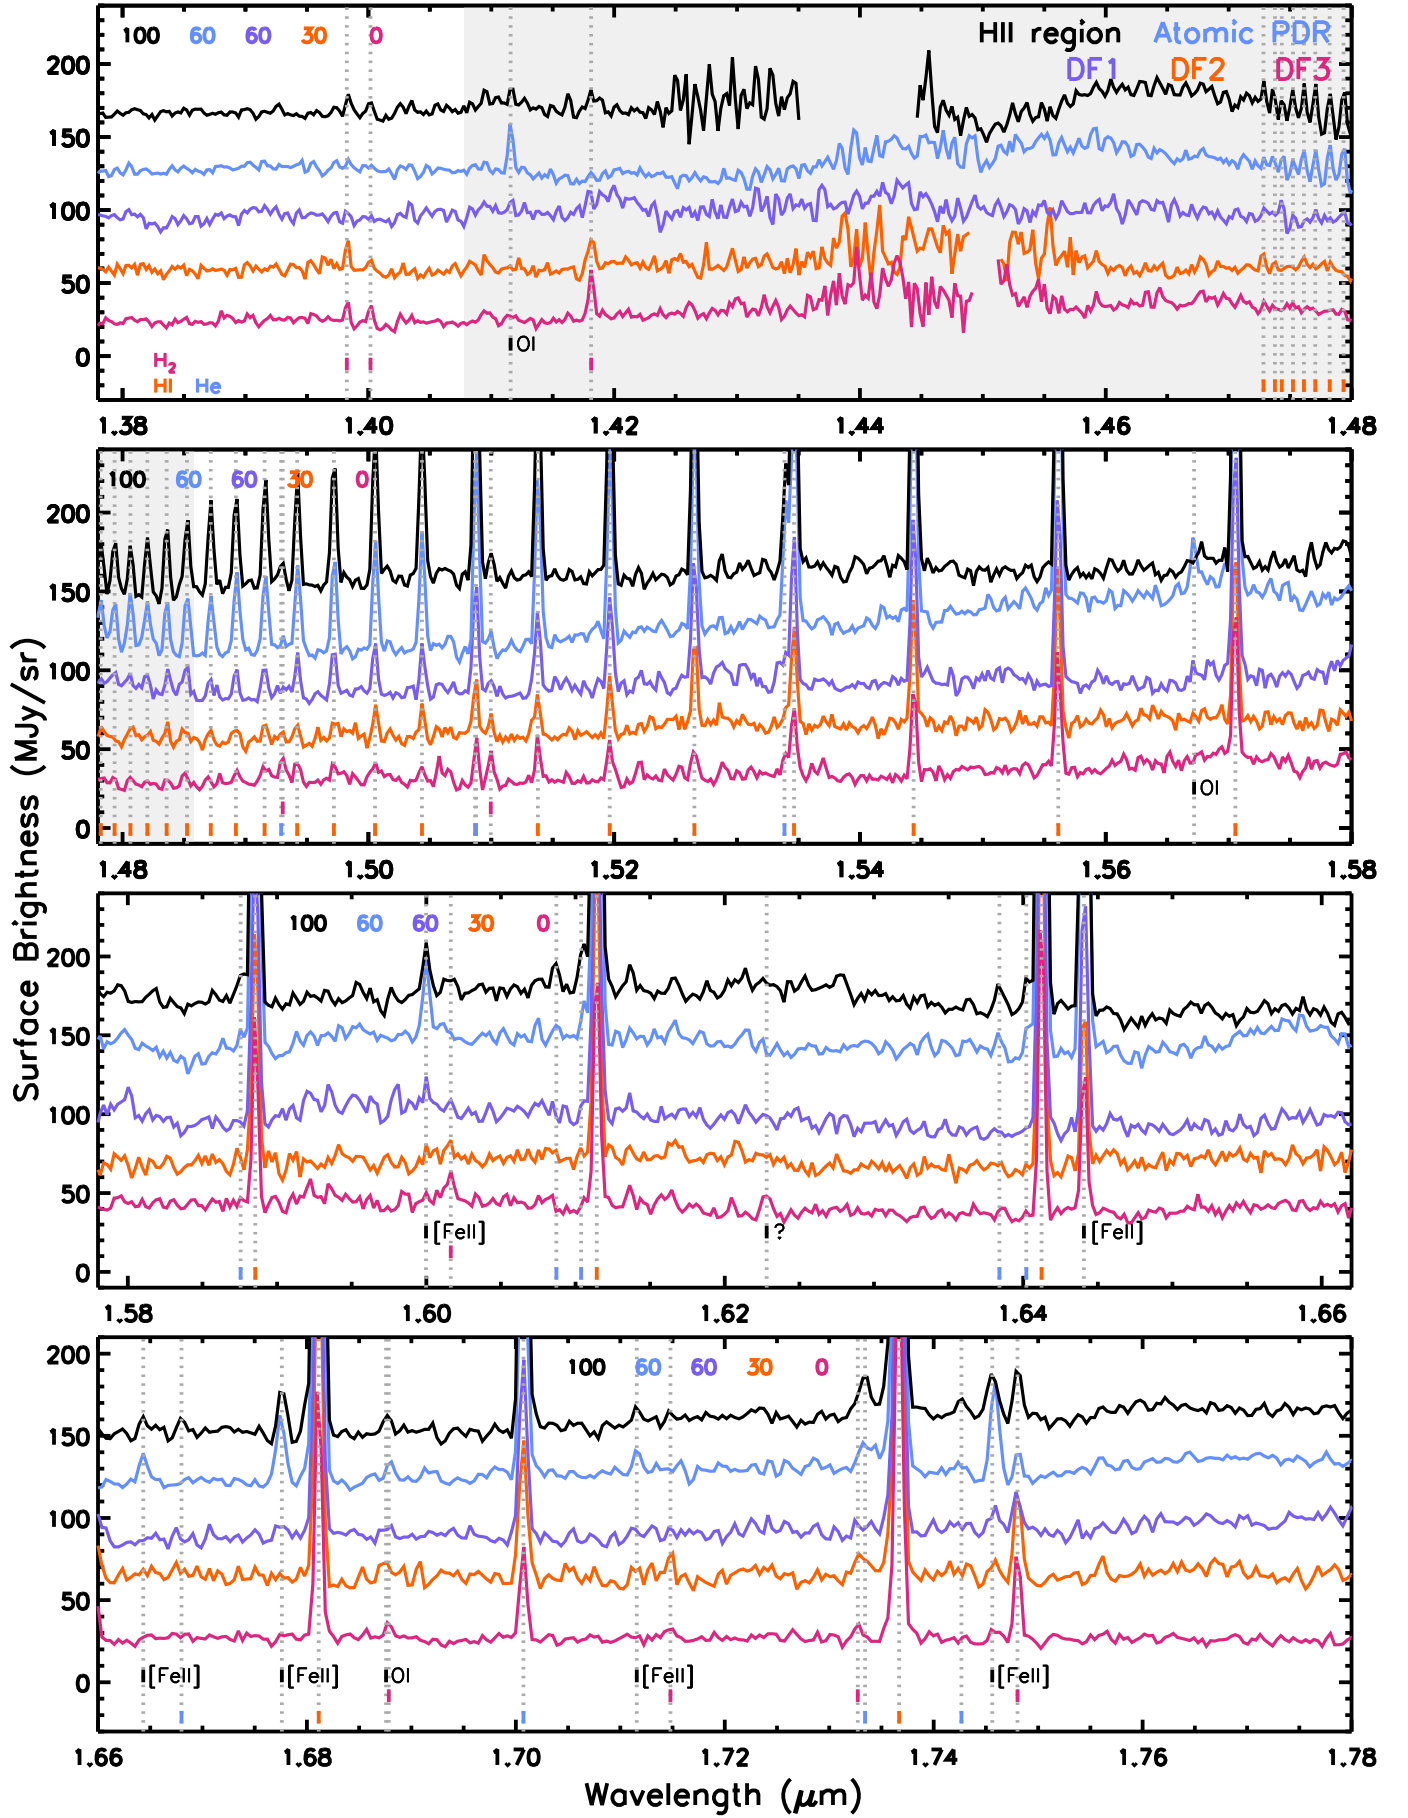 100 60 60 30 0 HII region Atomic PDR
DF1 DF2 DF3
200
150
100
50
0
OI
H2
HI He
1.38 1.40 1.42 1.44 1.46 1.48
100 60 60 30 0
200
150
100
50
0
OI
1.48 1.50 1.52 1.54 1.56 1.58
Surface Brightness (MJy/sr)
100 60 60 30 0
200
150
100
50
0
[FeII] ? [FeII]
1.58 1.60 1.62 1.64 1.66
100 60 60 30 0
200
150
100
50
0
[FeII] [FeII] OI [FeII] [FeII]
1.66 1.68 1.70 1.72 1.74 1.76 1.78
Wavelength (μm)